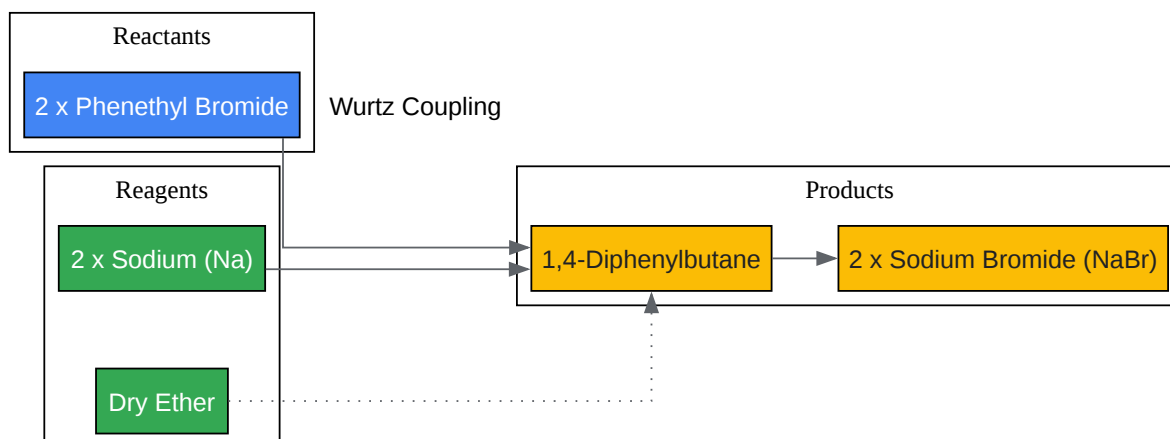 Reactants
2 x Phenethyl Bromide
Wurtz Coupling
Reagents
2 x Sodium (Na)
Dry Ether
Products
1,4-Diphenylbutane
2 x Sodium Bromide (NaBr)